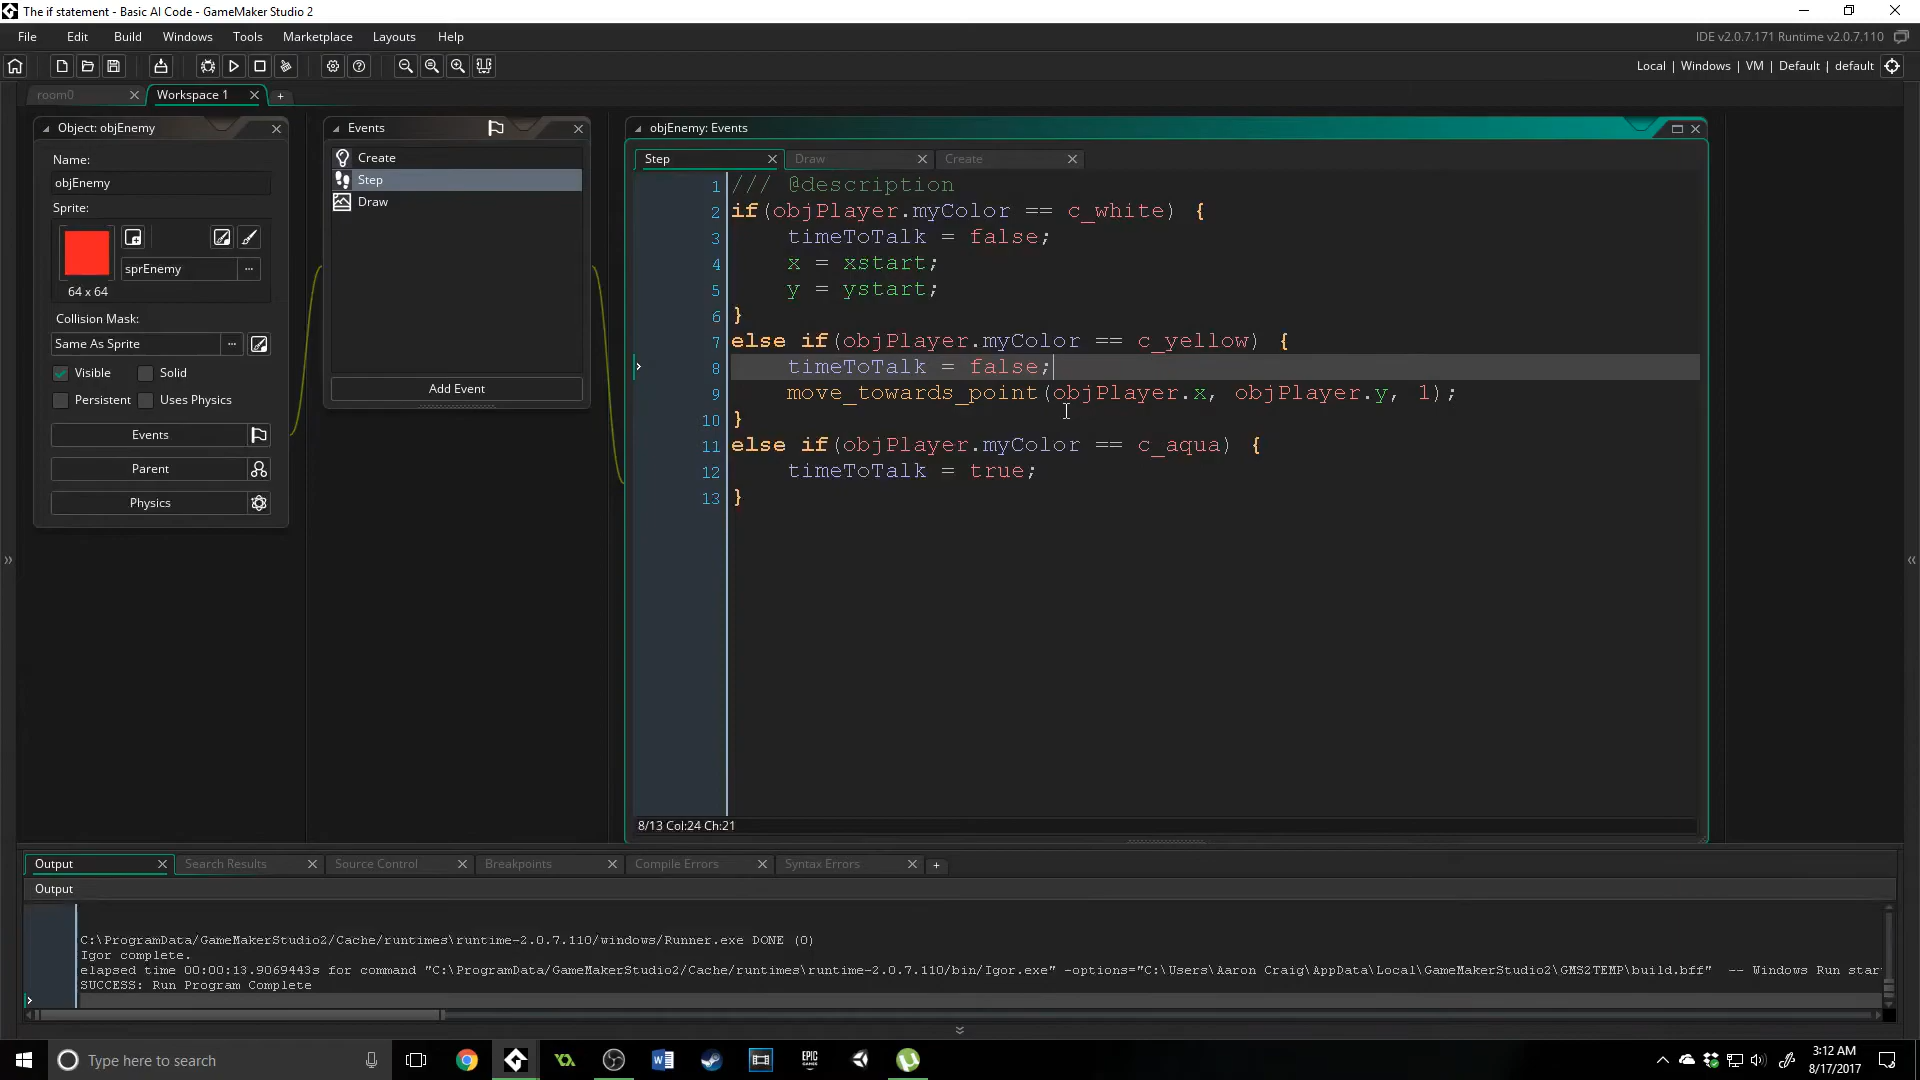 The if statement - Basic AI Code - GameMaker Studio 2
File Edit Build Windows Tools Marketplace Layouts Help
IDE v2.0.7.171 Runtime v2.0.7.110
Local | Windows | VM | Default | default
room0
Workspace 1
Object: objEnemy
Name:
objEnemy
Sprite:
sprEnemy
64 x 64
Collision Mask:
Same As Sprite
Visible Solid
Persistent Uses Physics
Events
Parent
Physics
Events
Create
Step
Draw
Add Event
objEnemy: Events
Step Draw Create
1 /// @description
2 if(objPlayer.myColor == c_white) {
3 timeToTalk = false;
4 x = xstart;
5 y = ystart;
6 }
7 else if(objPlayer.myColor == c_yellow) {
8 timeToTalk = false;
9 move_towards_point(objPlayer.x, objPlayer.y, 1);
10 }
11 else if(objPlayer.myColor == c_aqua) {
12 timeToTalk = true;
13 }
8/13 Col:24 Ch:21
Output Search Results Source Control Breakpoints Compile Errors Syntax Errors
Output
C:\ProgramData/GameMakerStudio2/Cache/runtimes\runtime-2.0.7.110/windows/Runner.exe DONE (0)
Igor complete.
elapsed time 00:00:13.9069443s for command "C:\ProgramData/GameMakerStudio2/Cache/runtimes\runtime-2.0.7.110/bin/Igor.exe" -options="C:\Users\Aaron Craig\AppData\Local\GameMakerStudio2\GMS2TEMP\build.bff" -- Windows Run star
SUCCESS: Run Program Complete
Type here to search
EPIC GAMES
3:12 AM
8/17/2017